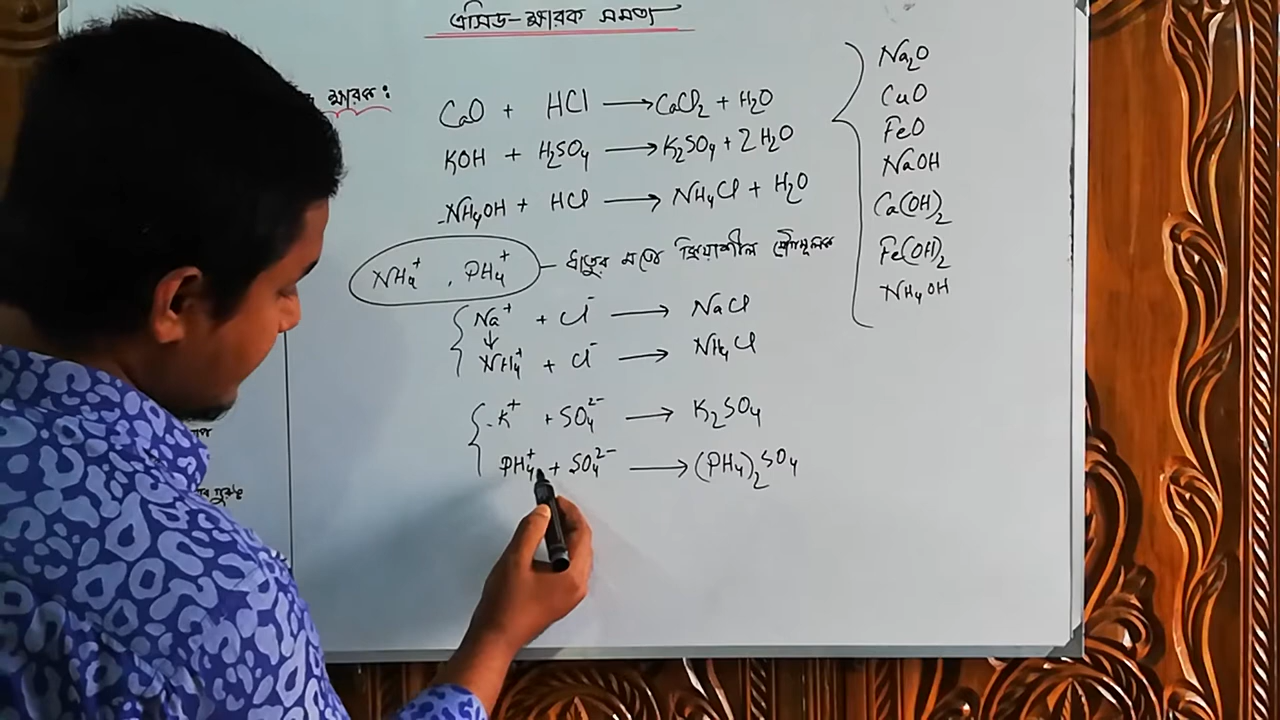 এসিড-ক্ষারক সমতা
ক্ষারক:
CaO + HCl → CaCl₂ + H₂O
KOH + H₂SO₄ → K₂SO₄ + 2H₂O
NH₄OH + HCl → NH₄Cl + H₂O
NH₄⁺, PH₄⁺ – ধাতুর মতো ক্রিয়াশীল যৌগমূলক
Na⁺ + Cl⁻ → NaCl
↓
NH₄⁺ + Cl⁻ → NH₄Cl
K⁺ + SO₄²⁻ → K₂SO₄
PH₄⁺ + SO₄²⁻ → (PH₄)₂SO₄
Na₂O
CuO
FeO
NaOH
Ca(OH)₂
Fe(OH)₂
NH₄OH